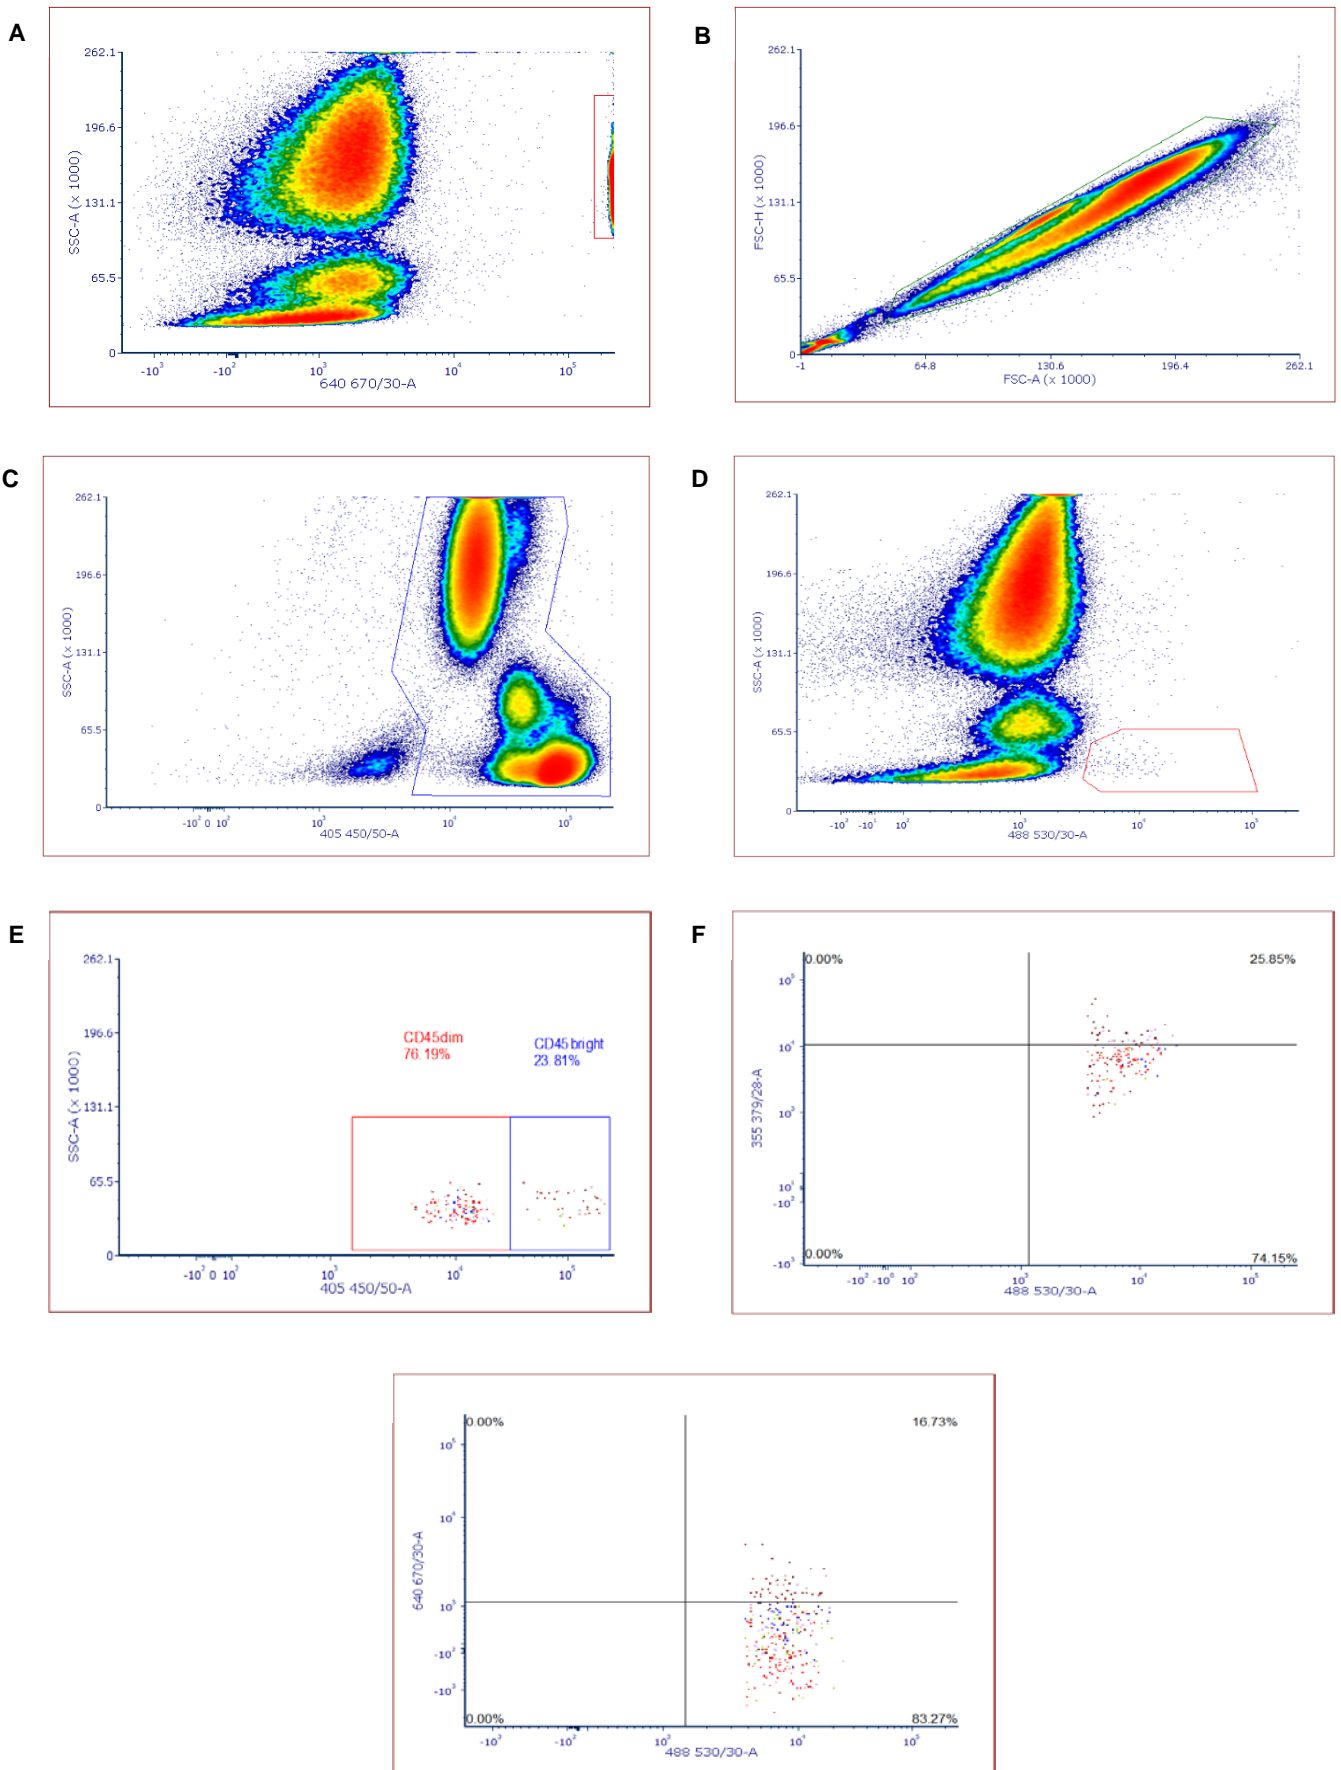 A
SSC-A (x 1000)
262.1
196.6
131.1
65.5
0
-10³ -10² 10³ 10⁴ 10⁵
640 670/30-A
B
FSC-H (x 1000)
262.1
196.6
131.1
65.5
0
-1 64.8 130.6 196.4 262.1
FSC-A (x 1000)
C
SSC-A (x 1000)
262.1
196.6
131.1
65.5
0
-10² 0 10² 10³ 10⁴ 10⁵
405 450/50-A
D
SSC-A (x 1000)
262.1
196.6
131.1
65.5
0
-10² -10¹ 10² 10³ 10⁴ 10⁵
488 530/30-A
E
SSC-A (x 1000)
262.1
196.6
131.1
65.5
0
CD45dim
76.19%
CD45bright
23.81%
-10² 0 10² 10³ 10⁴ 10⁵
405 450/50-A
F
355 379/28-A
0.00% 25.85%
10⁵
10⁴
10³
10¹
-10²
-10³
0.00% 74.15%
10² 10³ 10⁴ 10⁵
488 530/30-A
640 670/30-A
0.00% 16.73%
10⁵
10⁴
10³
-10²
-10³
0.00% 83.27%
-10³ -10² 10³ 10⁴ 10⁵
488 530/30-A